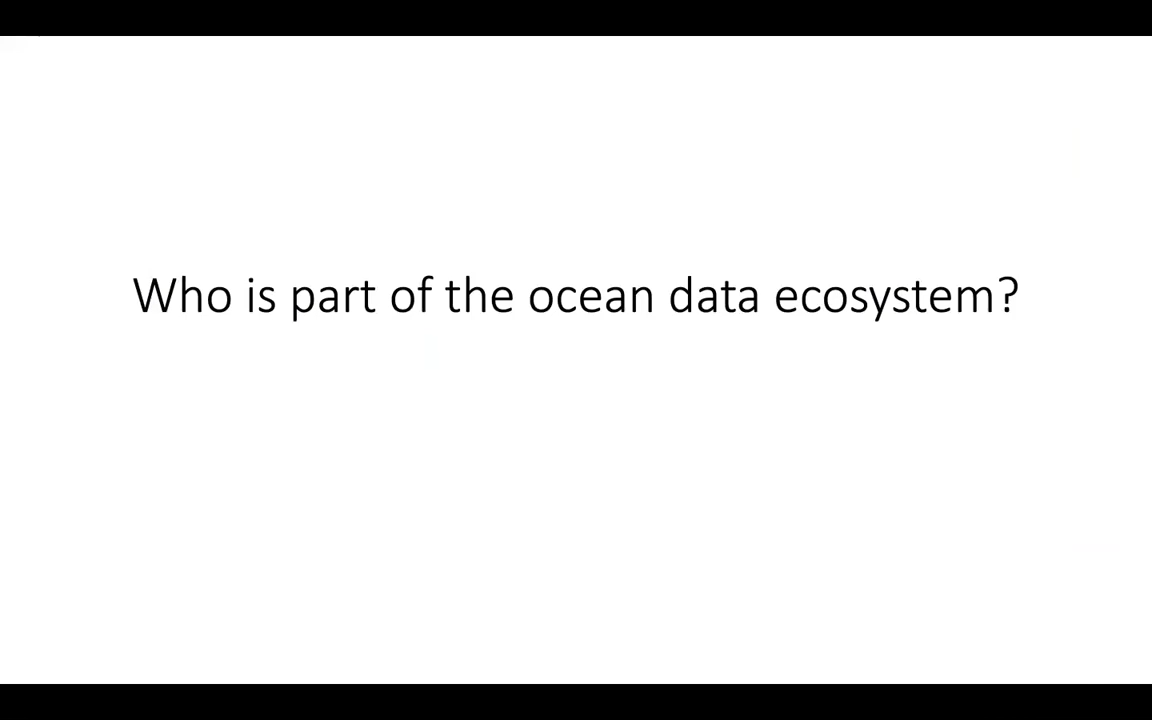 Who is part of the ocean data ecosystem?